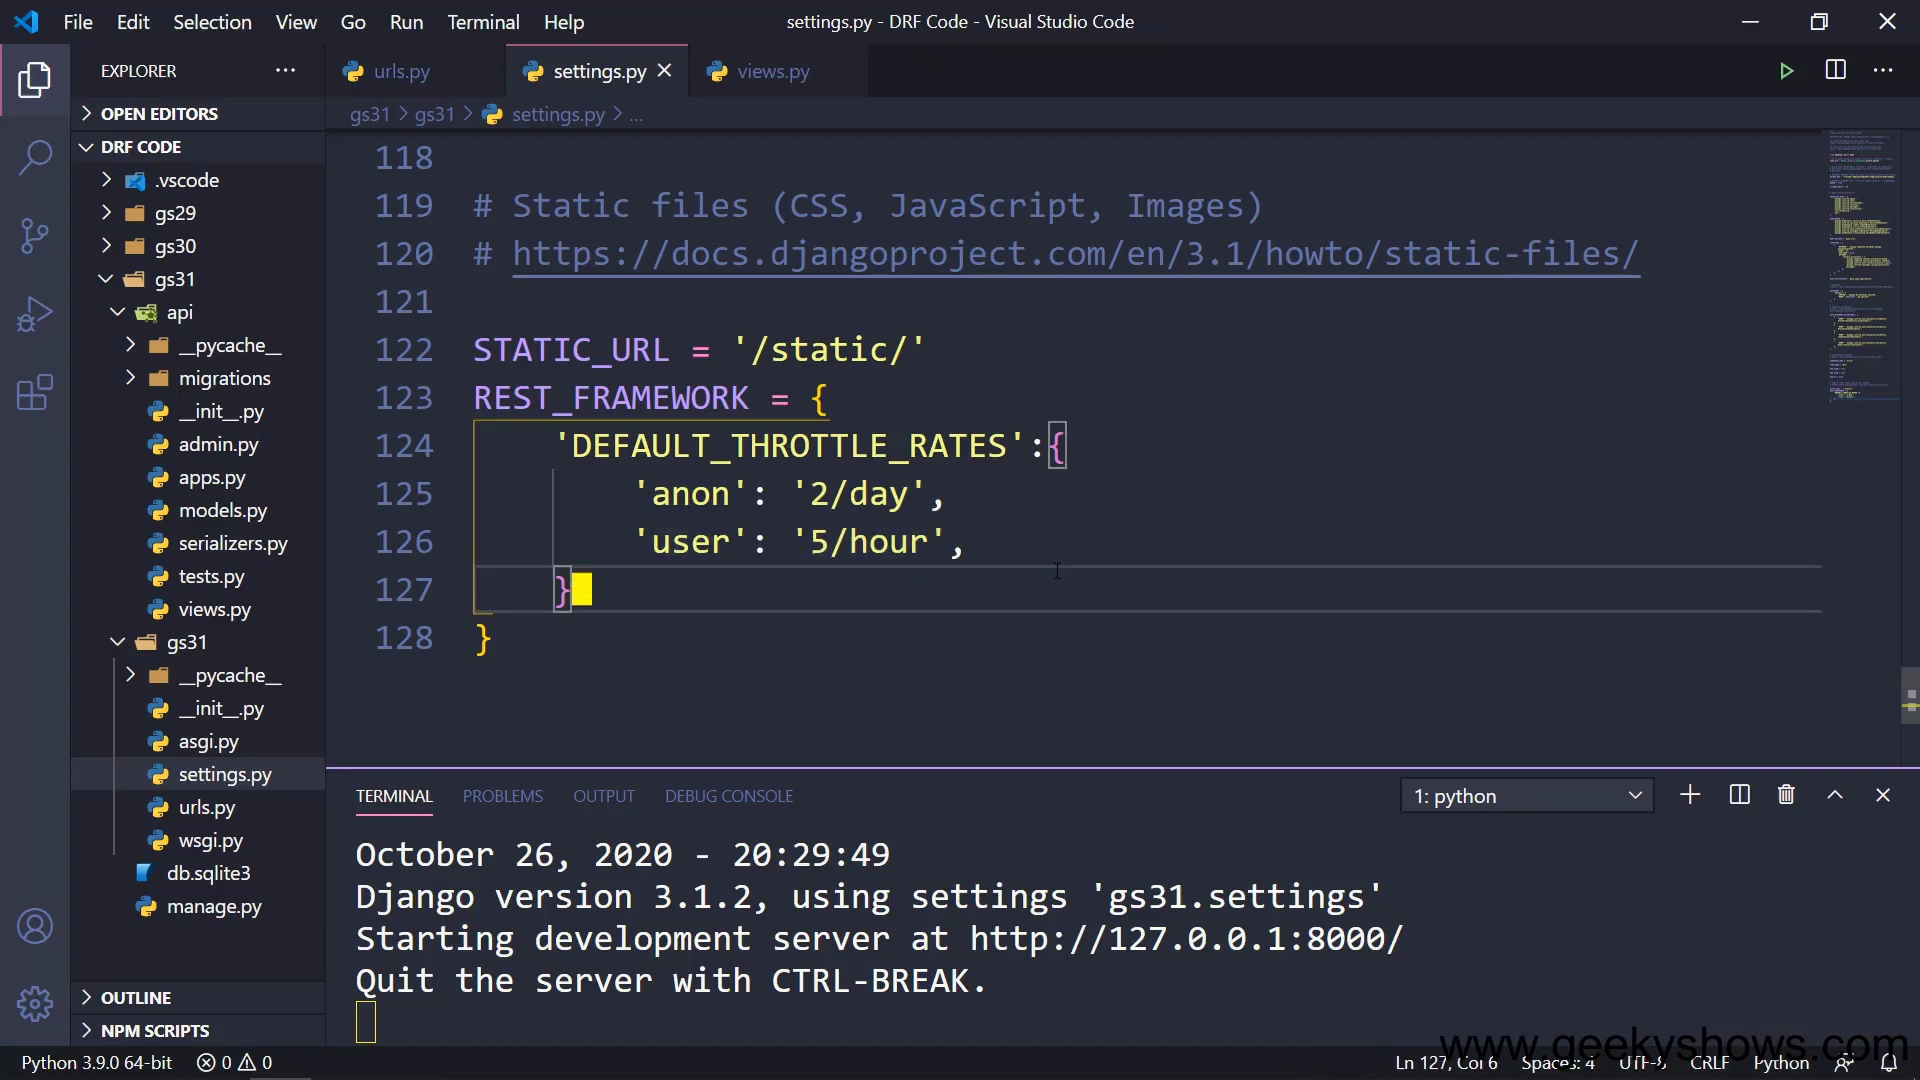 File Edit Selection View Go Run Terminal Help
settings.py - DRF Code - Visual Studio Code
EXPLORER
OPEN EDITORS
DRF CODE
.vscode
gs29
gs30
gs31
api
__pycache__
migrations
__init__.py
admin.py
apps.py
models.py
serializers.py
tests.py
views.py
gs31
__pycache__
__init__.py
asgi.py
settings.py
urls.py
wsgi.py
db.sqlite3
manage.py
OUTLINE
NPM SCRIPTS
urls.py settings.py views.py
gs31 > gs31 > settings.py > ...
118
119 # Static files (CSS, JavaScript, Images)
120 # https://docs.djangoproject.com/en/3.1/howto/static-files/
121
122 STATIC_URL = '/static/'
123 REST_FRAMEWORK = {
124 'DEFAULT_THROTTLE_RATES':{
125 'anon': '2/day',
126 'user': '5/hour',
127 }
128 }
TERMINAL PROBLEMS OUTPUT DEBUG CONSOLE
1: python
October 26, 2020 - 20:29:49
Django version 3.1.2, using settings 'gs31.settings'
Starting development server at http://127.0.0.1:8000/
Quit the server with CTRL-BREAK.
www.geekyshows.com
Python 3.9.0 64-bit 0 0 Ln 127, Col 6 Spaces: 4 UTF-8 CRLF Python